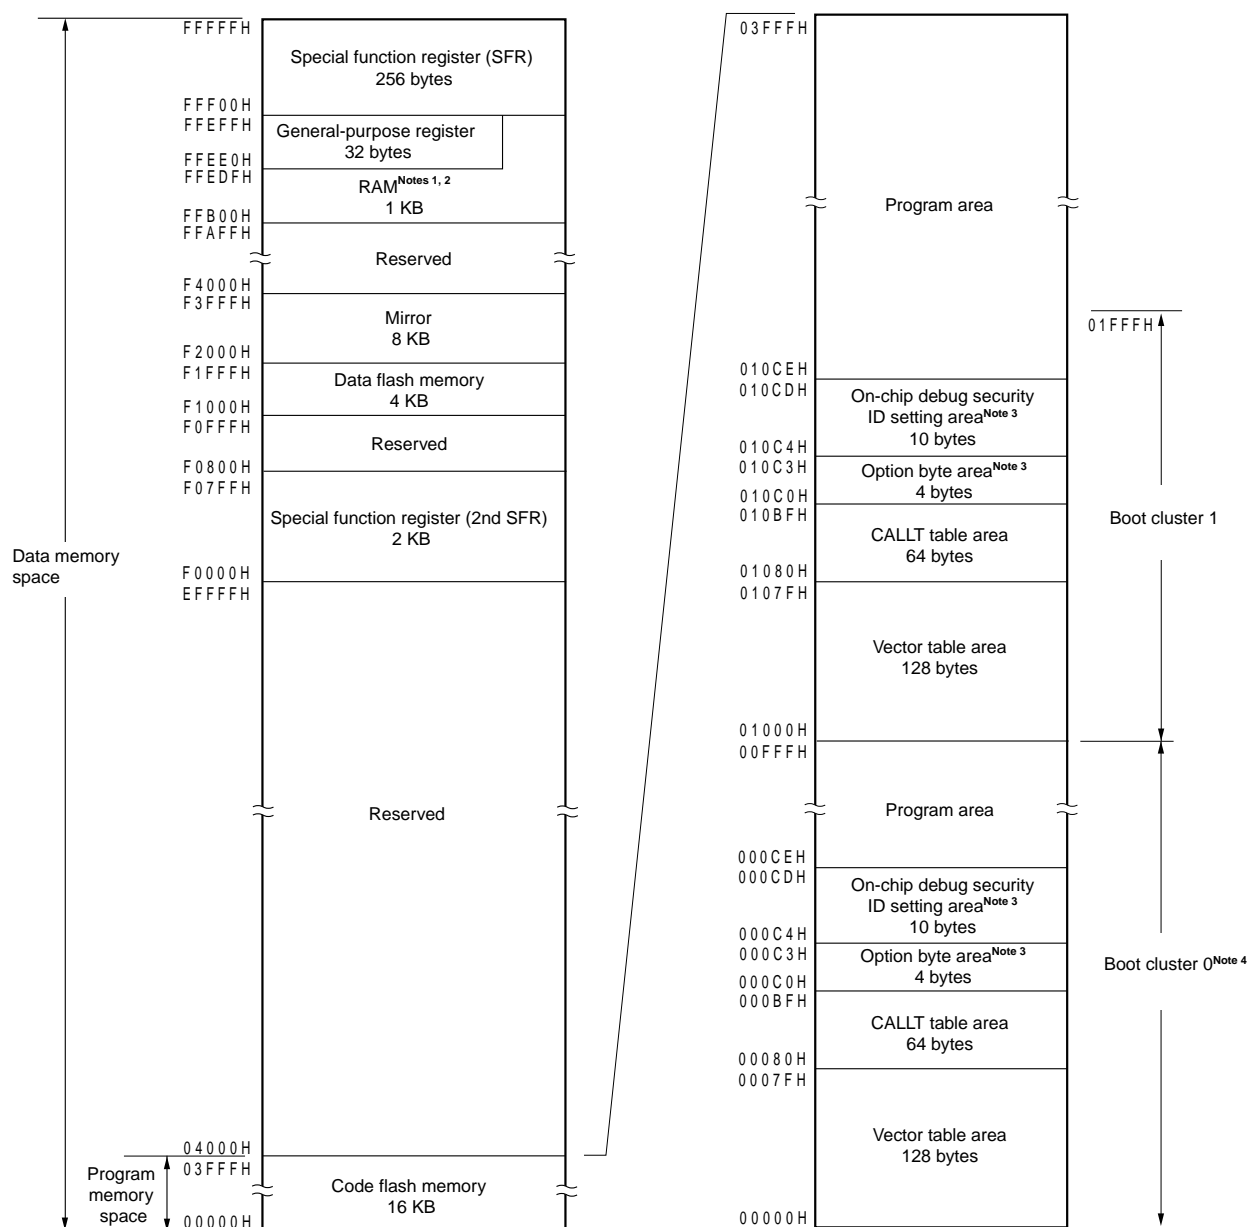 FFFFFH
Special function register (SFR)
256 bytes
FFF00H
FFEFFH
General-purpose register
32 bytes
FFEE0H
FFEDFH
RAMNotes 1, 2
1 KB
FFB00H
FFAFFH
Reserved
F4000H
F3FFFH
Mirror
8 KB
F2000H
F1FFFH
Data flash memory
4 KB
F1000H
F0FFFH
Reserved
F0800H
F07FFH
Special function register (2nd SFR)
2 KB
Data memory
space
F0000H
EFFFFH
Reserved
04000H
03FFFH
Program
memory
space
Code flash memory
16 KB
00000H
03FFFH
Program area
01FFFH
010CEH
010CDH
On-chip debug security
ID setting areaNote 3
10 bytes
010C4H
010C3H
Option byte areaNote 3
4 bytes
010C0H
010BFH
Boot cluster 1
CALLT table area
64 bytes
01080H
0107FH
Vector table area
128 bytes
01000H
00FFFH
Program area
000CEH
000CDH
On-chip debug security
ID setting areaNote 3
10 bytes
000C4H
000C3H
Option byte areaNote 3
4 bytes
Boot cluster 0Note 4
000C0H
000BFH
CALLT table area
64 bytes
00080H
0007FH
Vector table area
128 bytes
00000H